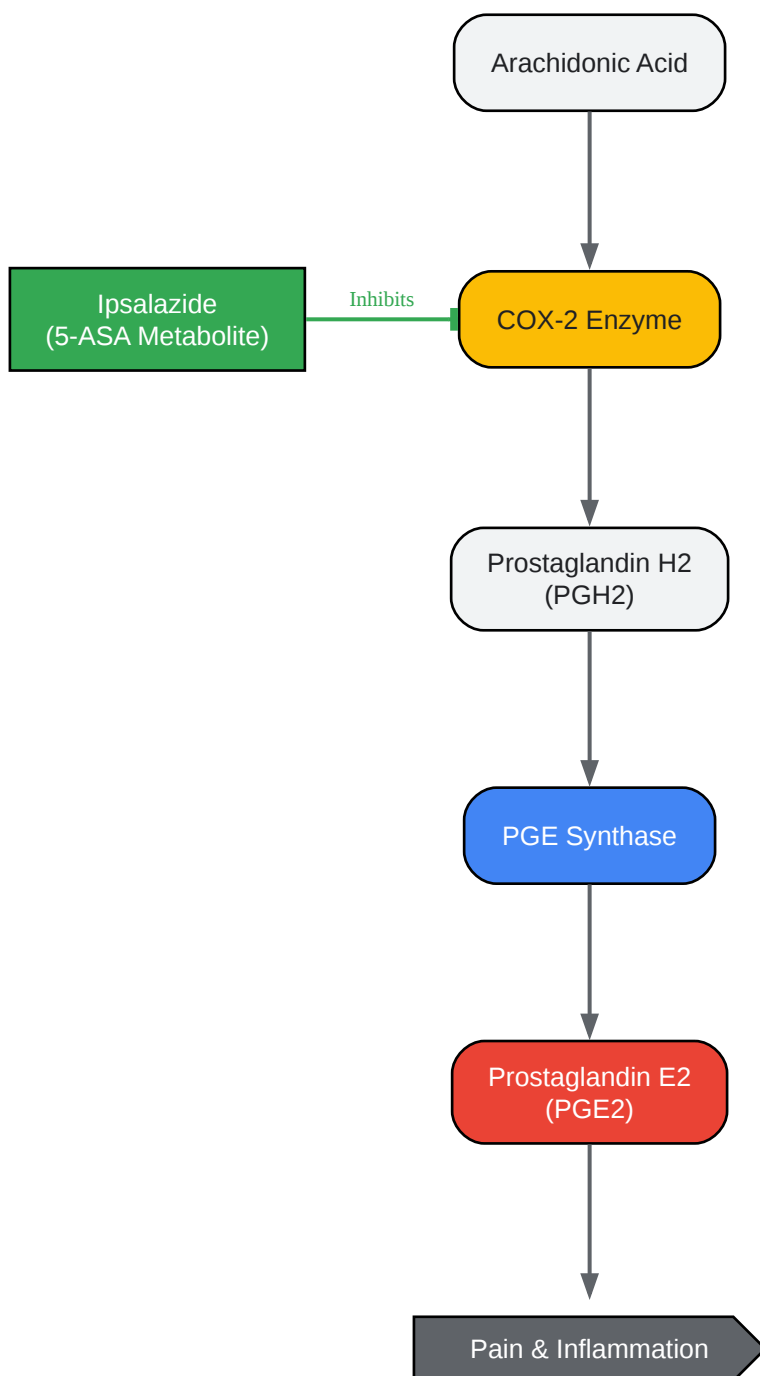 Arachidonic Acid
Ipsalazide
(5-ASA Metabolite)
Inhibits
COX-2 Enzyme
Prostaglandin H2
(PGH2)
PGE Synthase
Prostaglandin E2
(PGE2)
Pain & Inflammation